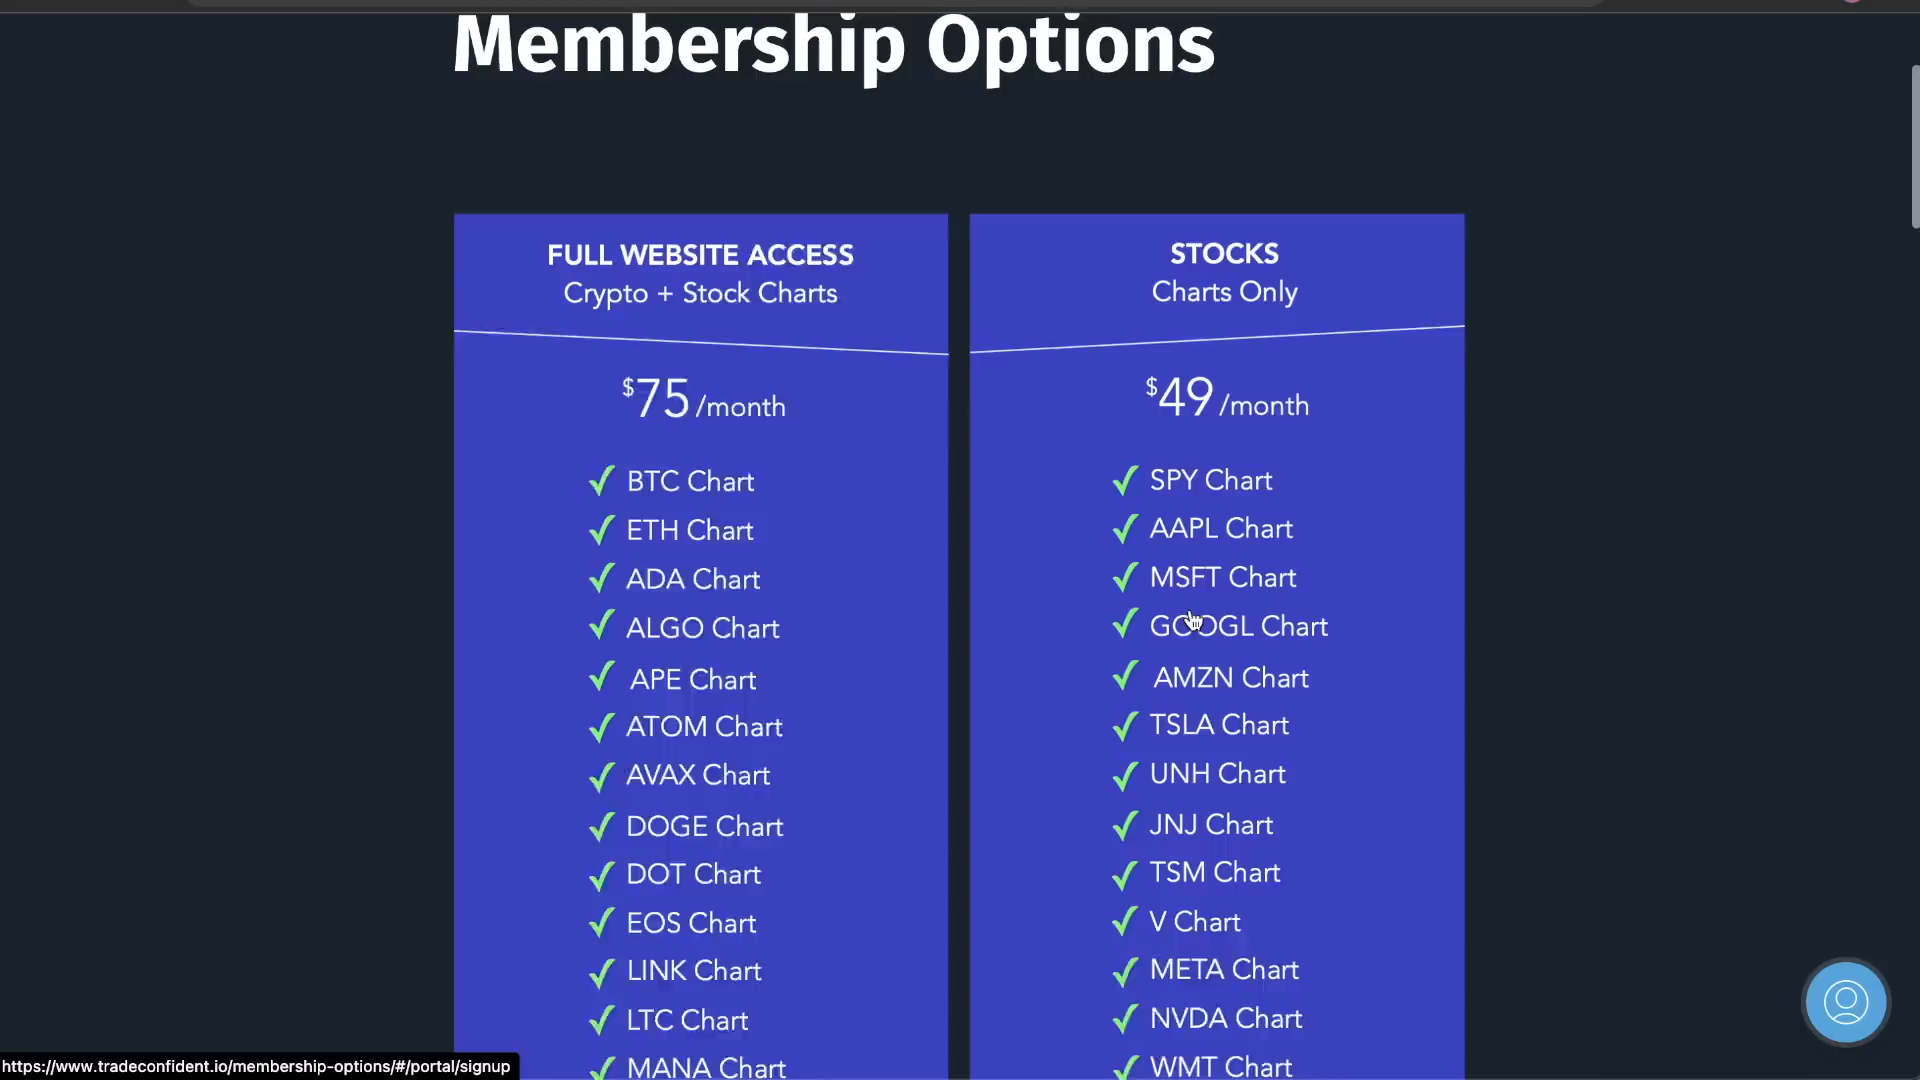 Membership Options
FULL WEBSITE ACCESS
Crypto + Stock Charts
$75 /month
BTC Chart
ETH Chart
ADA Chart
ALGO Chart
APE Chart
ATOM Chart
AVAX Chart
DOGE Chart
DOT Chart
EOS Chart
LINK Chart
LTC Chart
MANA Chart
STOCKS
Charts Only
$49 /month
SPY Chart
AAPL Chart
MSFT Chart
GOOGL Chart
AMZN Chart
TSLA Chart
UNH Chart
JNJ Chart
TSM Chart
V Chart
META Chart
NVDA Chart
WMT Chart
https://www.tradeconfident.io/membership-options/#/portal/signup